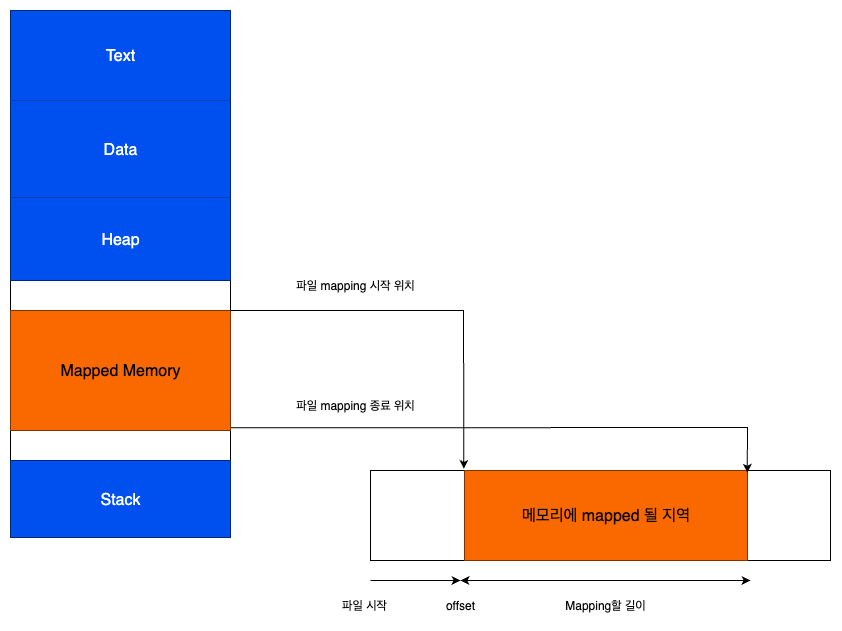 Text
Data
Heap
파일 mapping 시작 위치
Mapped Memory
파일 mapping 종료 위치
Stack
메모리에 mapped 될 지역
파일 시작
offset
Mapping할 길이